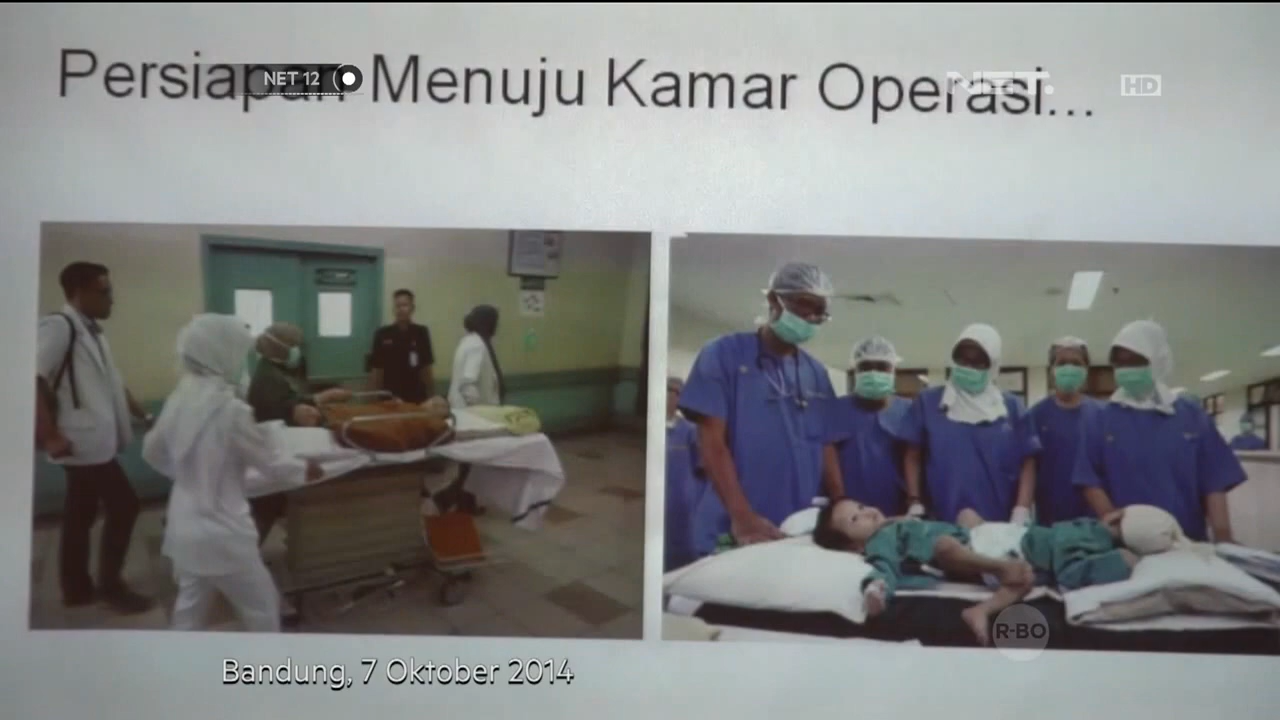 Persiapan Menuju Kamar Operasi...
NET 12
NET.
HD
R-BO
Bandung, 7 Oktober 2014